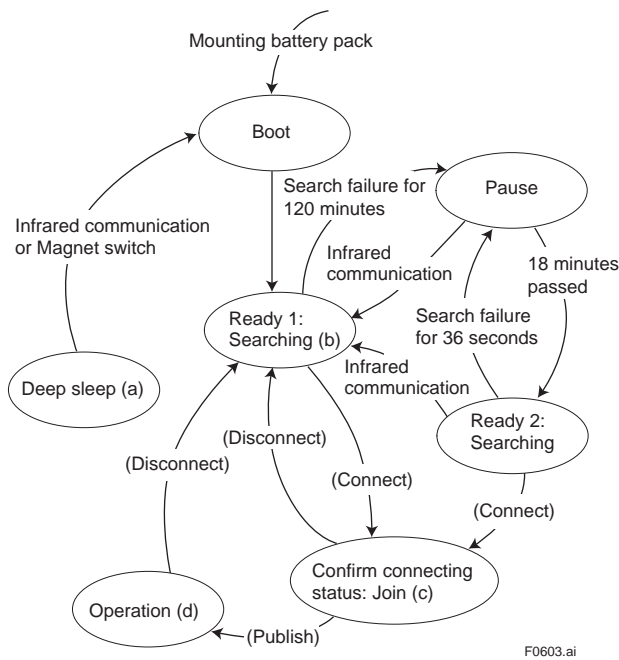 Mounting battery pack
Boot
Search failure for
120 minutes
Pause
Infrared communication
or Magnet switch
Infrared
communication
18 minutes
passed
Ready 1:
Searching (b)
Search failure
for 36 seconds
Deep sleep (a)
Infrared
communication
Ready 2:
Searching
(Disconnect)
(Disconnect)
(Connect)
(Connect)
Confirm connecting
status: Join (c)
Operation (d)
(Publish)
F0603.ai